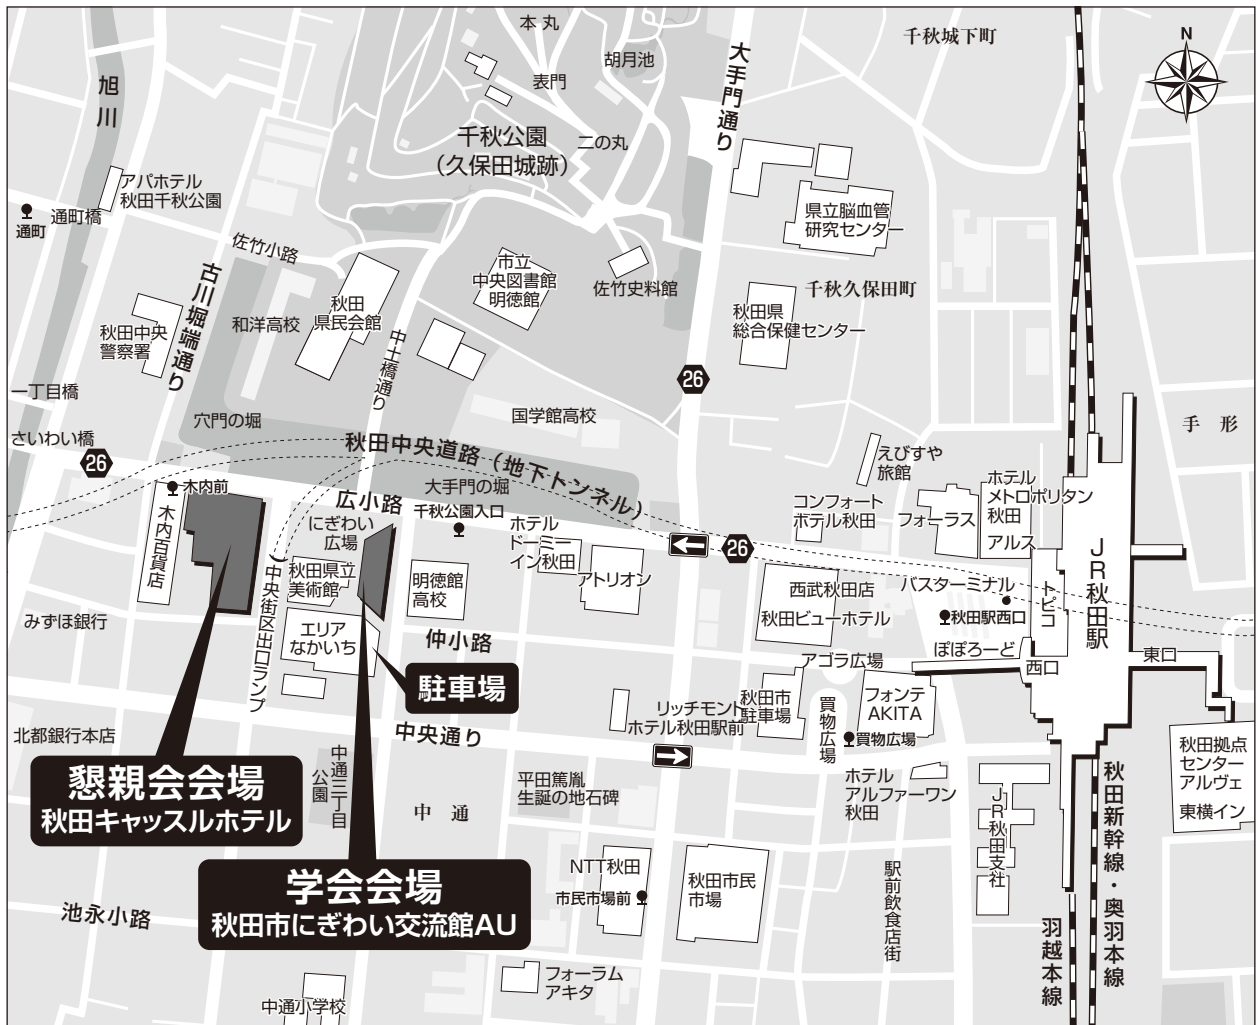 本丸
胡月池
表門
千秋公園
(久保田城跡)
二の丸
大手門通り
千秋城下町
N
旭川
アパホテル
秋田千秋公園
通町橋
通町
佐竹小路
県立脳血管
研究センター
市立
中央図書館
明徳館
佐竹史料館
千秋久保田町
古川堀端通り
秋田
県民会館
和洋高校
秋田県
総合保健センター
秋田中央
警察署
中土橋通り
26
一丁目橋
穴門の堀
国学館高校
手形
さいわい橋
26
秋田中央道路(地下トンネル)
えびすや
旅館
木内前
広小路
大手門の堀
千秋公園入口
ホテル
メトロポリタン
秋田
コンフォート
ホテル秋田
フォーラス
アルス
木内百貨店
にぎわい
広場
ホテル
ドーミー
イン秋田
26
JR秋田駅
秋田県立
美術館
明徳館
高校
アトリオン
西武秋田店
秋田ビューホテル
バスターミナル
トピコ
秋田駅西口
中央街区出口ランプ
みずほ銀行
エリア
なかいち
仲小路
ぽぽろーど
アゴラ広場
西口
東口
駐車場
フォンテ
AKITA
秋田市
駐車場
買物広場
リッチモンド
ホテル秋田駅前
買物広場
北都銀行本店
中央通り
秋田拠点
センター
アルヴェ
東横イン
懇親会会場
秋田キャッスルホテル
中通三丁目
公園
中通
平田篤胤
生誕の地石碑
ホテル
アルファーワン
秋田
JR秋田支社
秋田新幹線・奥羽本線
学会会場
秋田市にぎわい交流館AU
NTT秋田
市民市場前
秋田市民
市場
駅前飲食店街
羽越本線
池永小路
フォーラム
アキタ
中通小学校